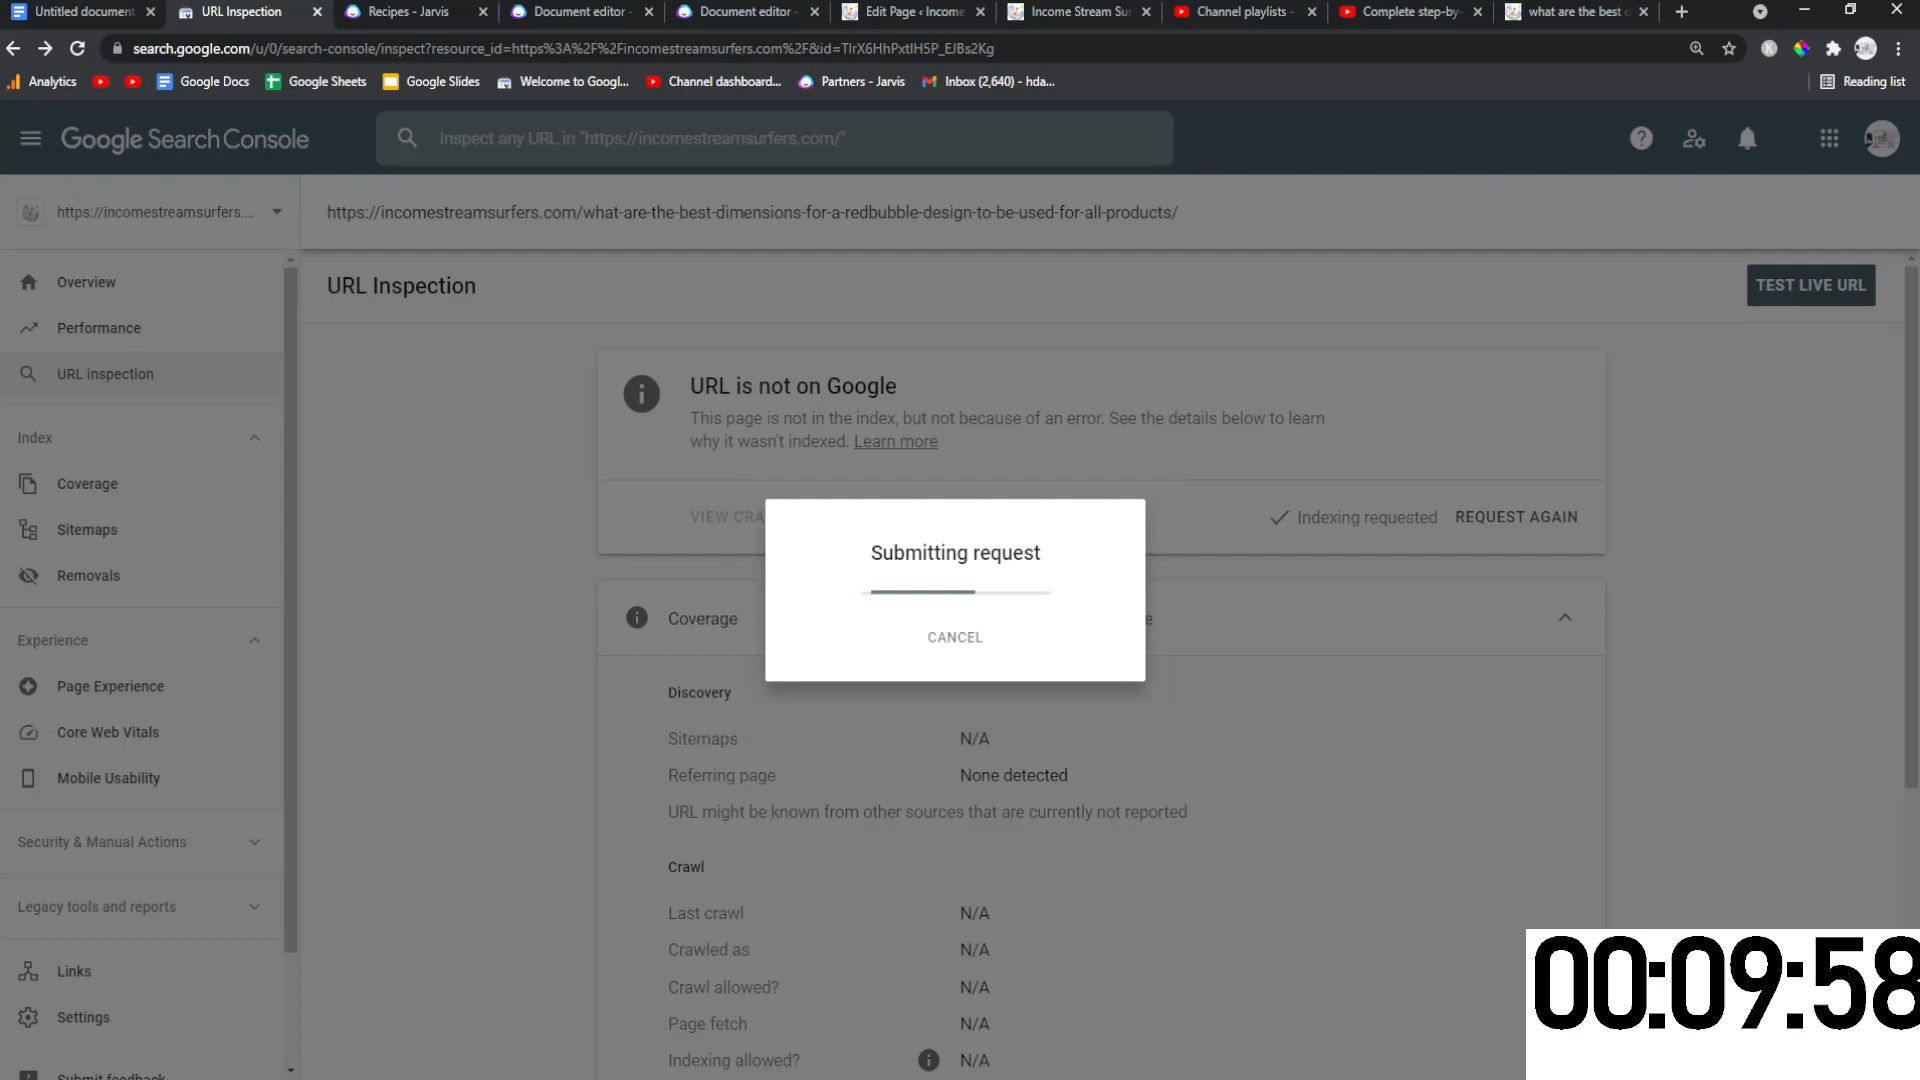 Untitled document
URL Inspection
Recipes - Jarvis
Document editor -
Document editor -
Edit Page ‹ Income
Income Stream Su
Channel playlists -
Complete step-by-
what are the best d
search.google.com/u/0/search-console/inspect?resource_id=https%3A%2F%2Fincomestreamsurfers.com%2F&id=TlrX6HhPxtIH5P_EJBs2Kg
Analytics
Google Docs
Google Sheets
Google Slides
Welcome to Googl...
Channel dashboard...
Partners - Jarvis
Inbox (2,640) - hda...
Reading list
Google Search Console
Inspect any URL in "https://incomestreamsurfers.com/"
https://incomestreamsurfers....
https://incomestreamsurfers.com/what-are-the-best-dimensions-for-a-redbubble-design-to-be-used-for-all-products/
Overview
Performance
URL inspection
Index
Coverage
Sitemaps
Removals
Experience
Page Experience
Core Web Vitals
Mobile Usability
Security & Manual Actions
Legacy tools and reports
Links
Settings
Submit feedback
URL Inspection
TEST LIVE URL
URL is not on Google
This page is not in the index, but not because of an error. See the details below to learn
why it wasn't indexed. Learn more
VIEW CRA
Indexing requested
REQUEST AGAIN
Submitting request
CANCEL
Coverage
e
Discovery
Sitemaps N/A
Referring page None detected
URL might be known from other sources that are currently not reported
Crawl
Last crawl N/A
Crawled as N/A
Crawl allowed? N/A
Page fetch N/A
Indexing allowed? N/A
00:09:58